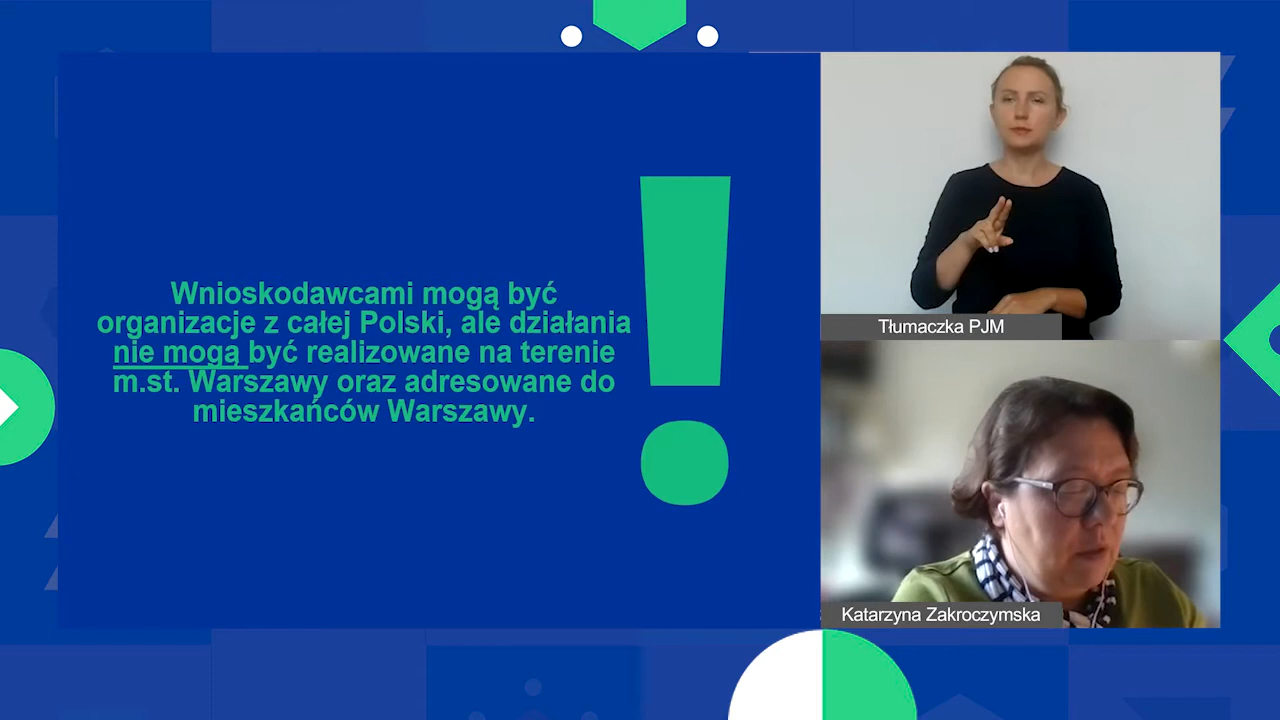 Wnioskodawcami mogą być
organizacje z całej Polski, ale działania
nie mogą być realizowane na terenie
m.st. Warszawy oraz adresowane do
mieszkańców Warszawy.
Tłumaczka PJM
Katarzyna Zakroczymska